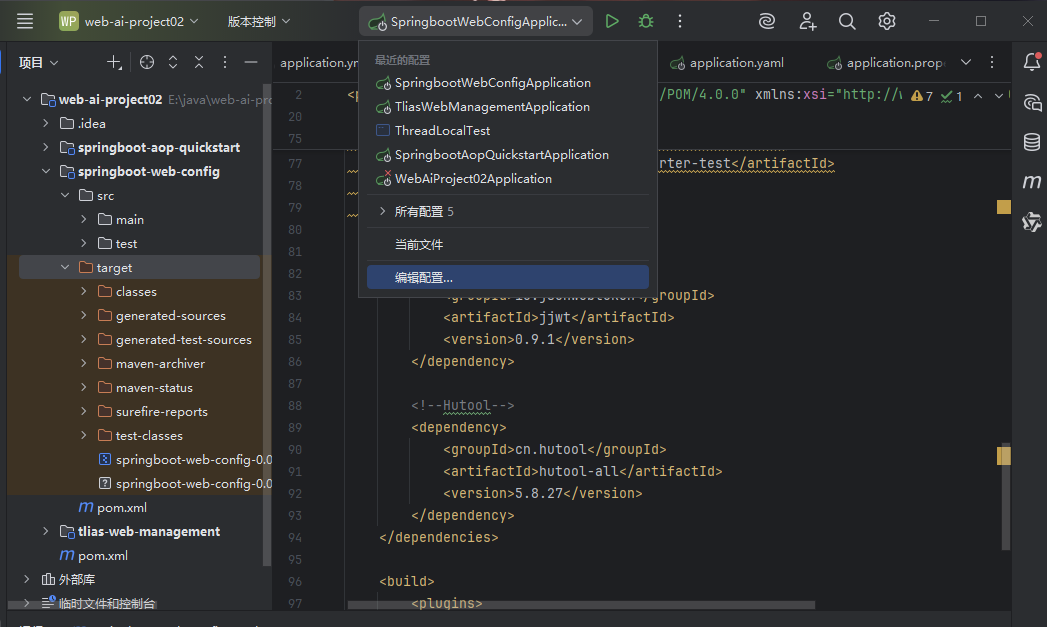 WP web-ai-project02 版本控制 SpringbootWebConfigApplic...
项目
application.yn application.yaml application.prop
最近的配置
SpringbootWebConfigApplication
TliasWebManagementApplication
ThreadLocalTest
SpringbootAopQuickstartApplication
WebAiProject02Application
所有配置 5
当前文件
编辑配置...
web-ai-project02 E:\java\web-ai-pro
.idea
springboot-aop-quickstart
springboot-web-config
src
main
test
target
classes
generated-sources
generated-test-sources
maven-archiver
maven-status
surefire-reports
test-classes
springboot-web-config-0.0
springboot-web-config-0.0
m pom.xml
tlias-web-management
m pom.xml
外部库
临时文件和控制台
2 <p /POM/4.0.0" xmlns:xsi="http://w 7 1
20
75
77 rter-test</artifactId>
78
79
80
81
82
83 </groupId>
84 <artifactId>jjwt</artifactId>
85 <version>0.9.1</version>
86 </dependency>
87
88 <!--Hutool-->
89 <dependency>
90 <groupId>cn.hutool</groupId>
91 <artifactId>hutool-all</artifactId>
92 <version>5.8.27</version>
93 </dependency>
94 </dependencies>
95
96 <build>
97 <plugins>
m